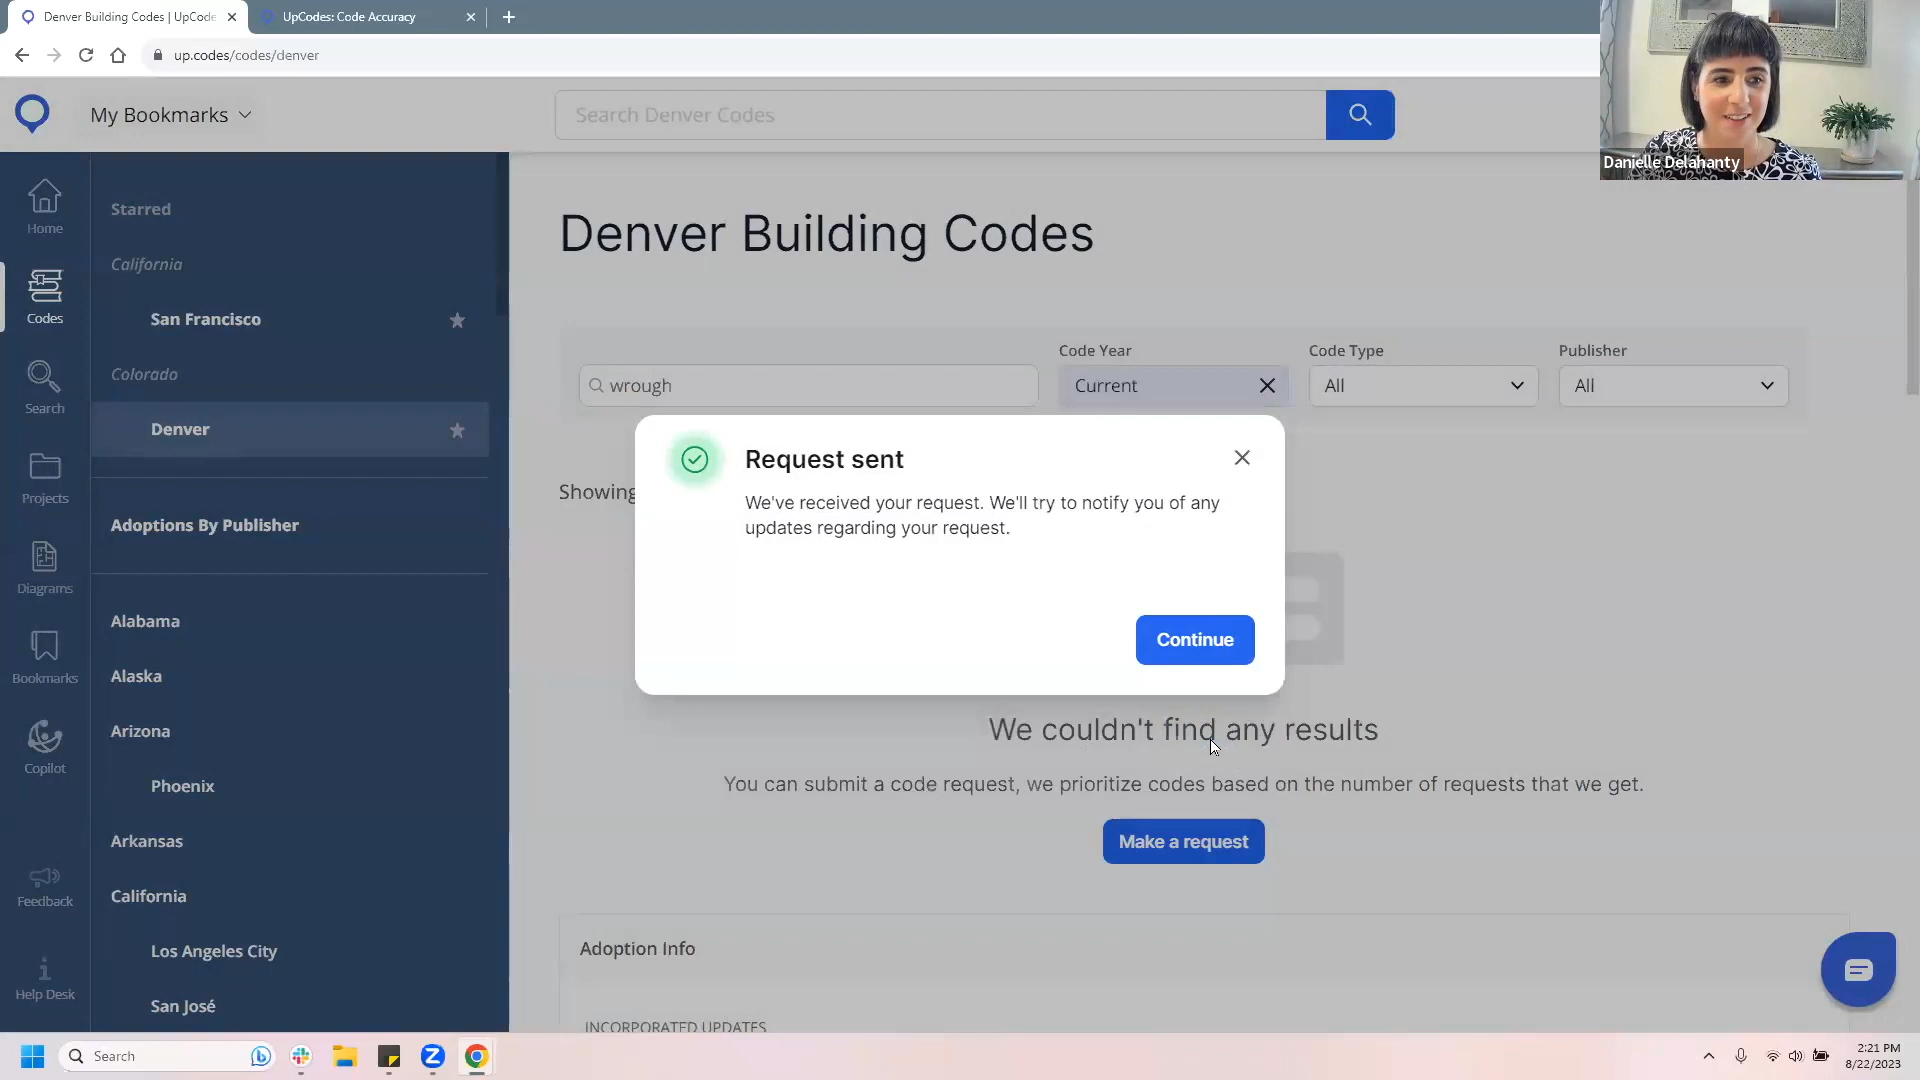 Denver Building Codes | UpCode
UpCodes: Code Accuracy
up.codes/codes/denver
My Bookmarks
Search Denver Codes
Danielle Delahanty
Home
Codes
Search
Projects
Diagrams
Bookmarks
Copilot
Feedback
Help Desk
Starred
California
San Francisco
Colorado
Denver
Adoptions By Publisher
Alabama
Alaska
Arizona
Phoenix
Arkansas
California
Los Angeles City
San José
Denver Building Codes
Code Year
Code Type
Publisher
wrough
Current
All
All
Showing
Request sent
We've received your request. We'll try to notify you of any
updates regarding your request.
Continue
We couldn't find any results
You can submit a code request, we prioritize codes based on the number of requests that we get.
Make a request
Adoption Info
INCORPORATED UPDATES
Search
2:21 PM
8/22/2023